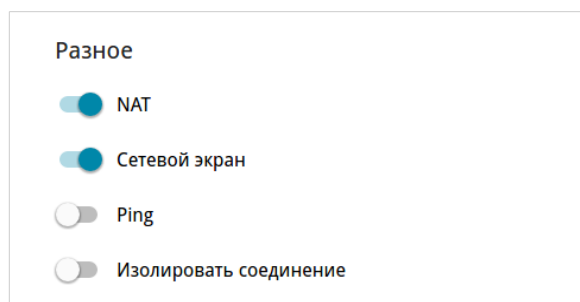 Разное
NAT
Сетевой экран
Ping
Изолировать соединение